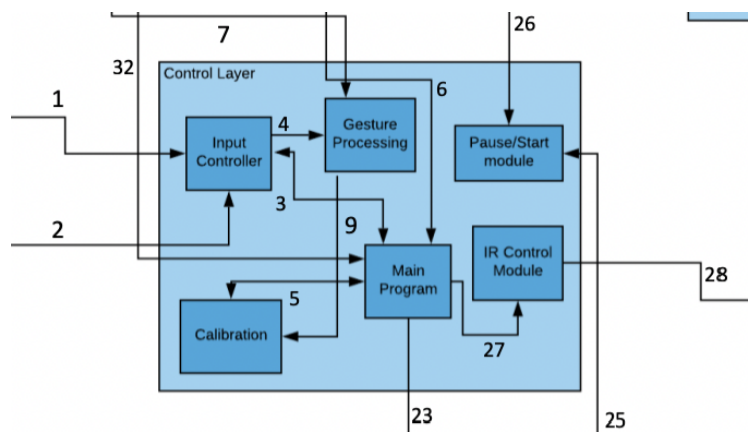 26
7
32
Control Layer
6
1
4
Gesture
Processing
Input
Controller
Pause/Start
module
3
2
9
IR Control
Module
28
Main
Program
5
Calibration
27
23
25